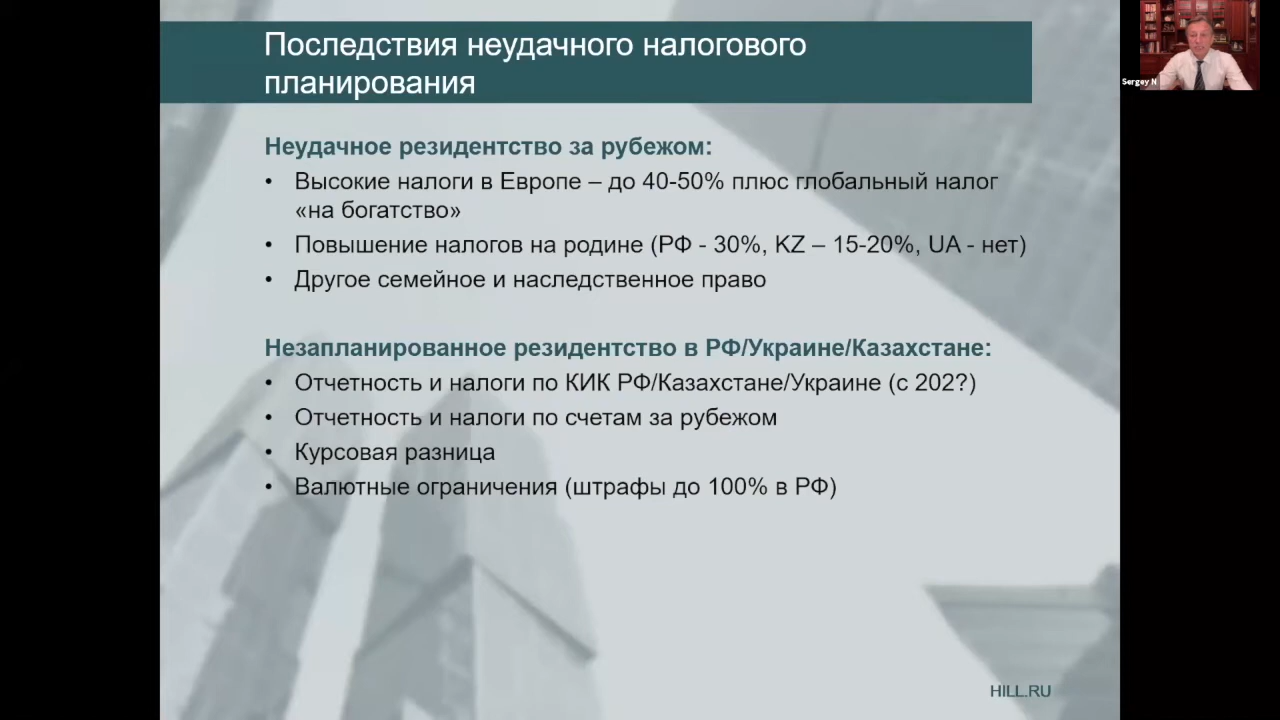 Последствия неудачного налогового
планирования
Sergey N
Неудачное резидентство за рубежом:
• Высокие налоги в Европе – до 40-50% плюс глобальный налог
«на богатство»
• Повышение налогов на родине (РФ - 30%, KZ – 15-20%, UA - нет)
• Другое семейное и наследственное право
Незапланированное резидентство в РФ/Украине/Казахстане:
• Отчетность и налоги по КИК РФ/Казахстане/Украине (с 202?)
• Отчетность и налоги по счетам за рубежом
• Курсовая разница
• Валютные ограничения (штрафы до 100% в РФ)
HILL.RU